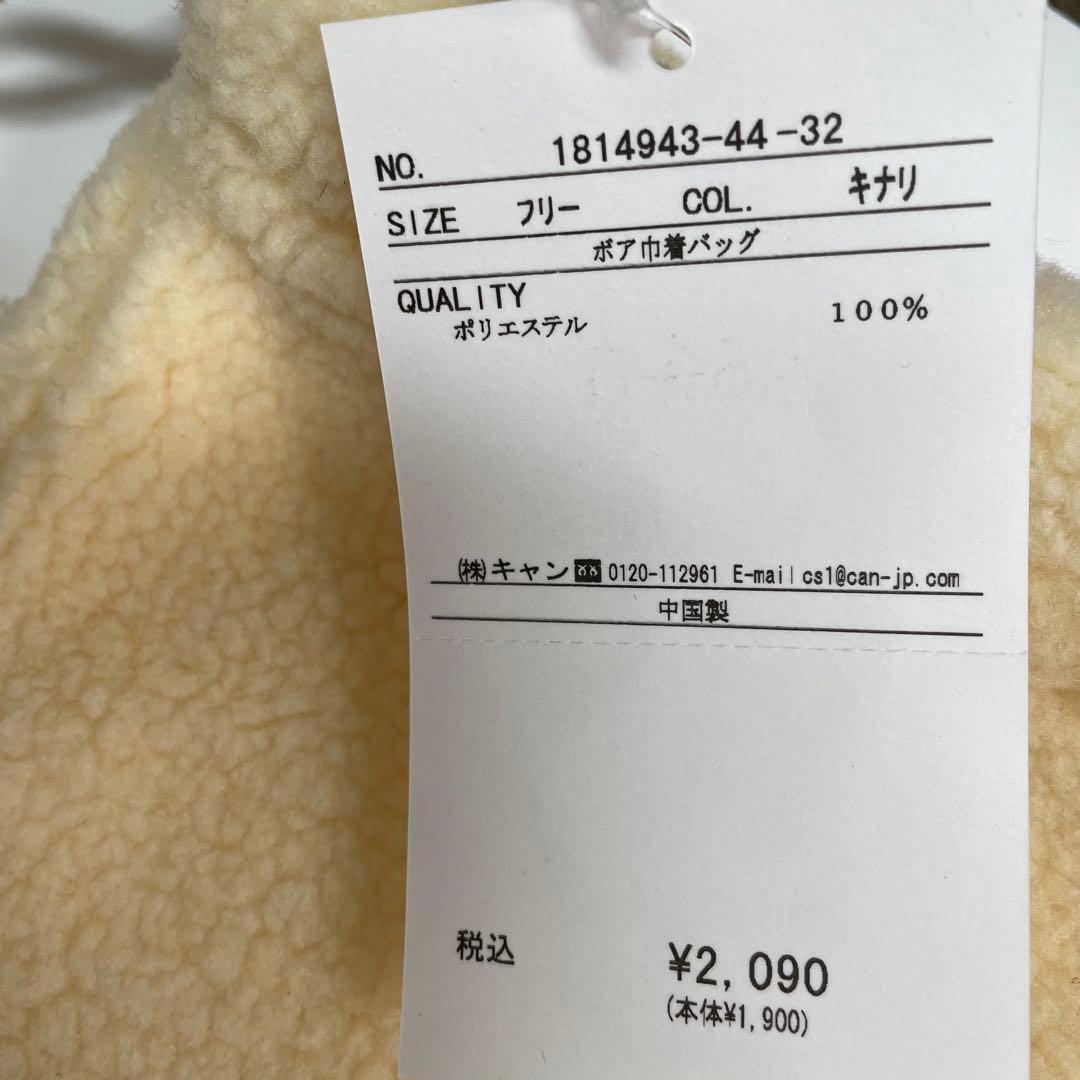 NO. 1814943-44-32
SIZE フリー COL. キナリ
ボア巾着バッグ
QUALITY
ポリエステル 100%
㈱キャン 0120-112961 E-mail cs1@can-jp.com
中国製
税込 ¥2,090
(本体¥1,900)